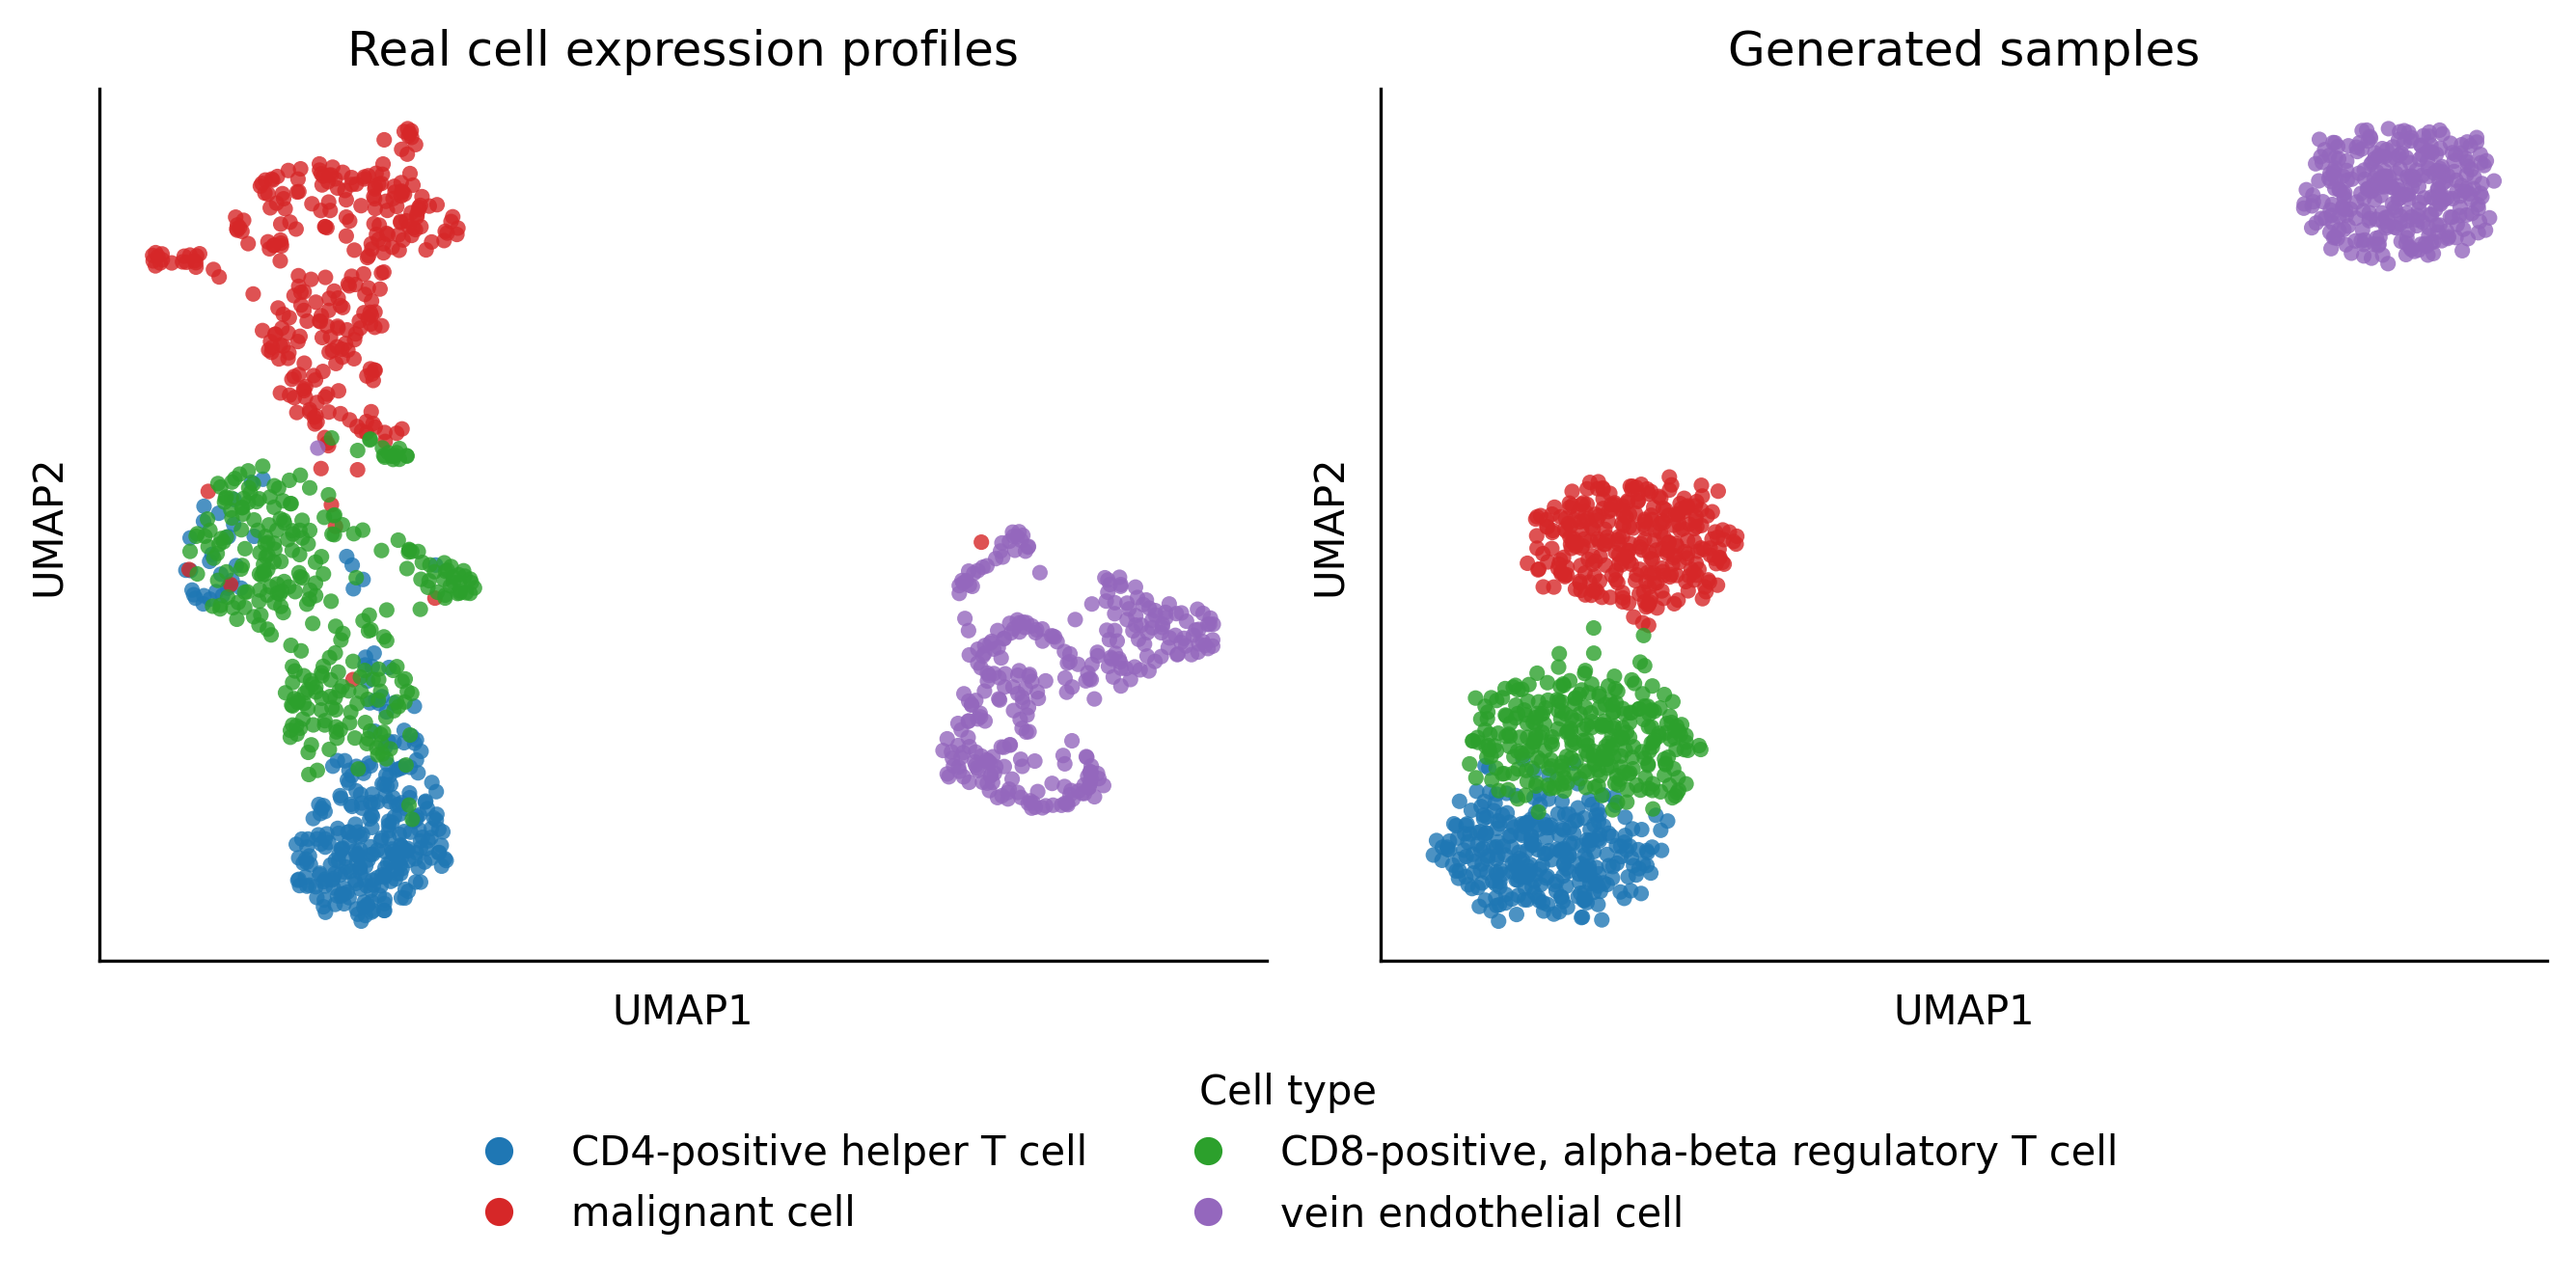 Real cell expression profiles
Generated samples
UMAP2
UMAP2
UMAP1
UMAP1
Cell type
CD4-positive helper T cell
CD8-positive, alpha-beta regulatory T cell
malignant cell
vein endothelial cell